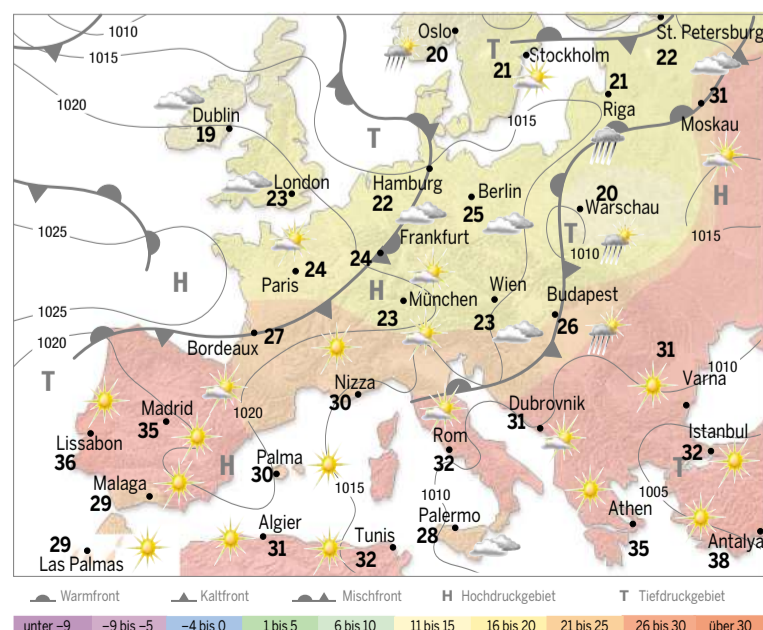 1010
Oslo
20
St. Petersburg
22
1015
T
Stockholm
21
1020
21
Riga
31
Moskau
Dublin
19
T
1015
H
London
23
Hamburg
22
Berlin
25
20
Warschau
1015
1025
Frankfurt
24
T
1010
H
Paris
24
H
München
23
Wien
23
Budapest
26
1025
1020
27
Bordeaux
31
1010
T
Nizza
30
Varna
Madrid
35
1020
Dubrovnik
31
Istanbul
32
Lissabon
36
Rom
32
T
H
Palma
30
Malaga
29
1015
1010
1005
Palermo
28
Athen
35
Algier
31
Tunis
32
Antalya
38
29
Las Palmas
Warmfront Kaltfront Mischfront H Hochdruckgebiet T Tiefdruckgebiet
unter –9 –9 bis –5 –4 bis 0 1 bis 5 6 bis 10 11 bis 15 16 bis 20 21 bis 25 26 bis 30 über 30